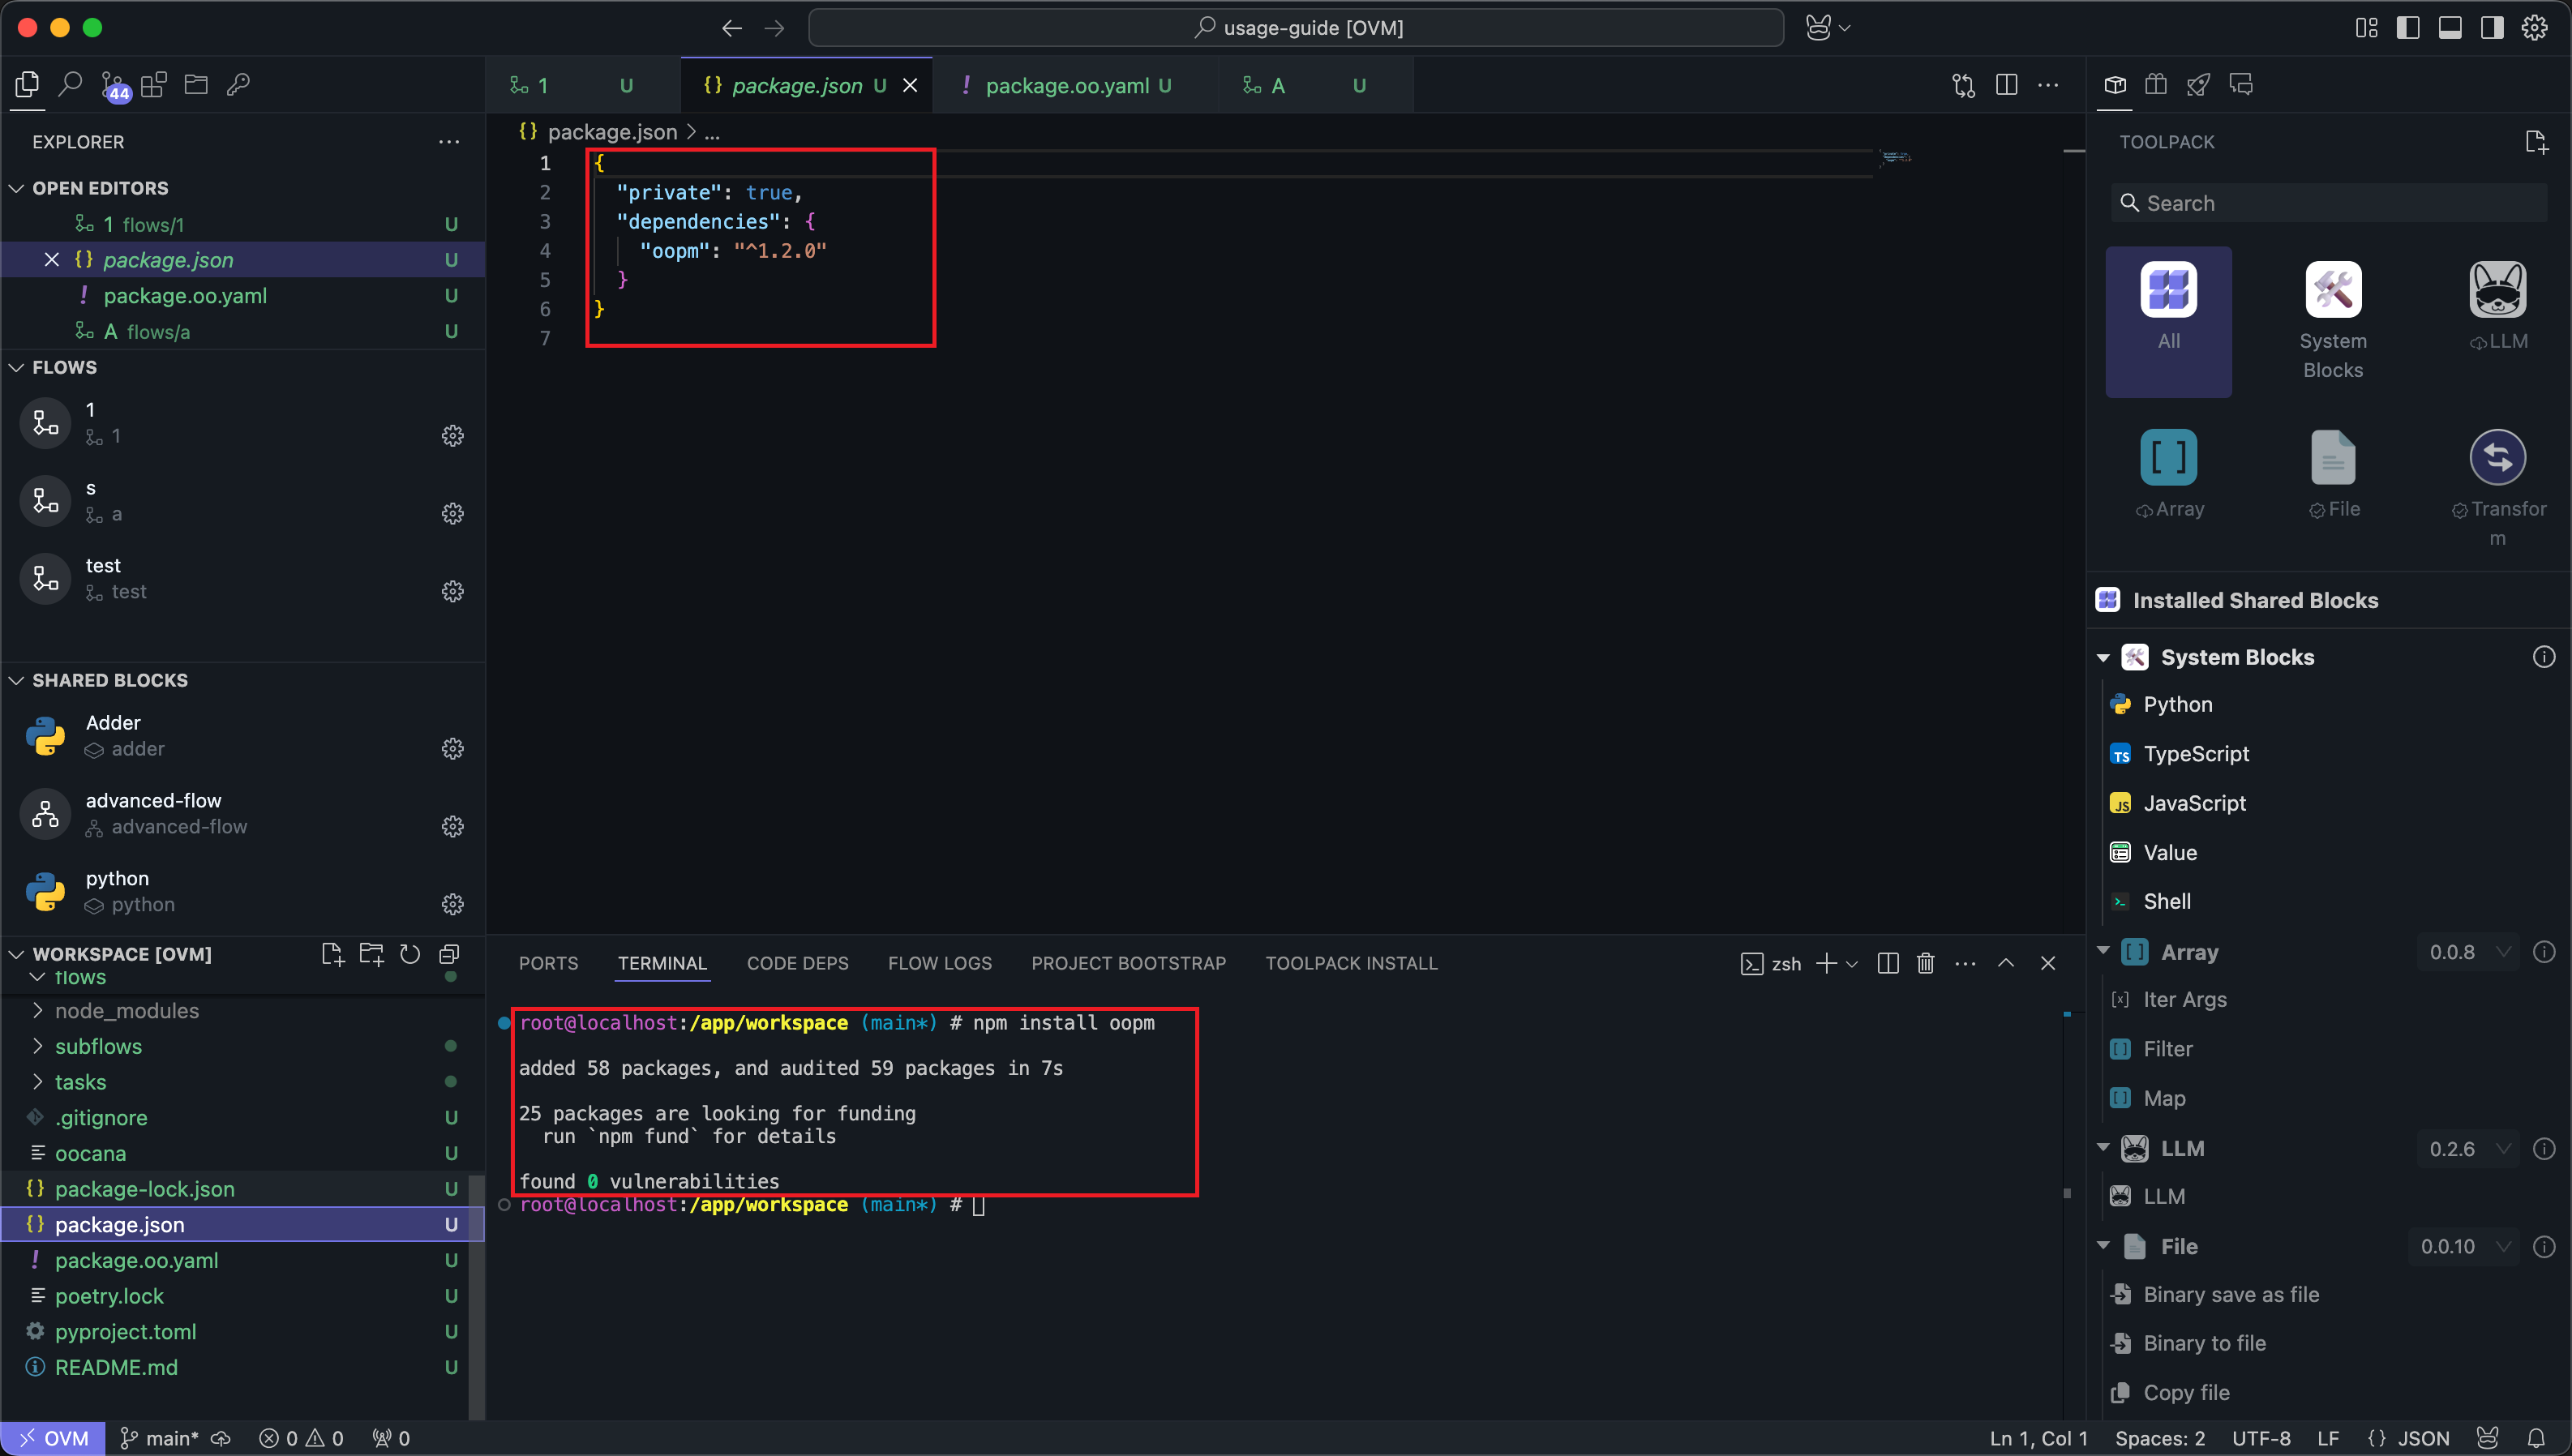 usage-guide [OVM]
44
1 U
{} package.json U
! package.oo.yaml U
A U
EXPLORER
OPEN EDITORS
1 flows/1 U
{} package.json U
! package.oo.yaml U
A flows/a U
FLOWS
1
1
s
a
test
test
SHARED BLOCKS
Adder
adder
advanced-flow
advanced-flow
python
python
WORKSPACE [OVM]
flows
node_modules
subflows
tasks
.gitignore U
oocana U
{} package-lock.json U
{} package.json U
! package.oo.yaml U
poetry.lock U
pyproject.toml U
README.md U
{} package.json > ...
1 {
2 "private": true,
3 "dependencies": {
4 "oopm": "^1.2.0"
5 }
6 }
7
PORTS
TERMINAL
CODE DEPS
FLOW LOGS
PROJECT BOOTSTRAP
TOOLPACK INSTALL
zsh
root@localhost:/app/workspace (main*) # npm install oopm
added 58 packages, and audited 59 packages in 7s
25 packages are looking for funding
run `npm fund` for details
found 0 vulnerabilities
root@localhost:/app/workspace (main*) #
TOOLPACK
Search
All
System
Blocks
LLM
Array
File
Transfor
m
Installed Shared Blocks
System Blocks
Python
TS TypeScript
JS JavaScript
Value
Shell
Array 0.0.8
[x] Iter Args
Filter
Map
LLM 0.2.6
LLM
File 0.0.10
Binary save as file
Binary to file
Copy file
OVM
main*
0 0
0
Ln 1, Col 1
Spaces: 2
UTF-8
LF
{} JSON